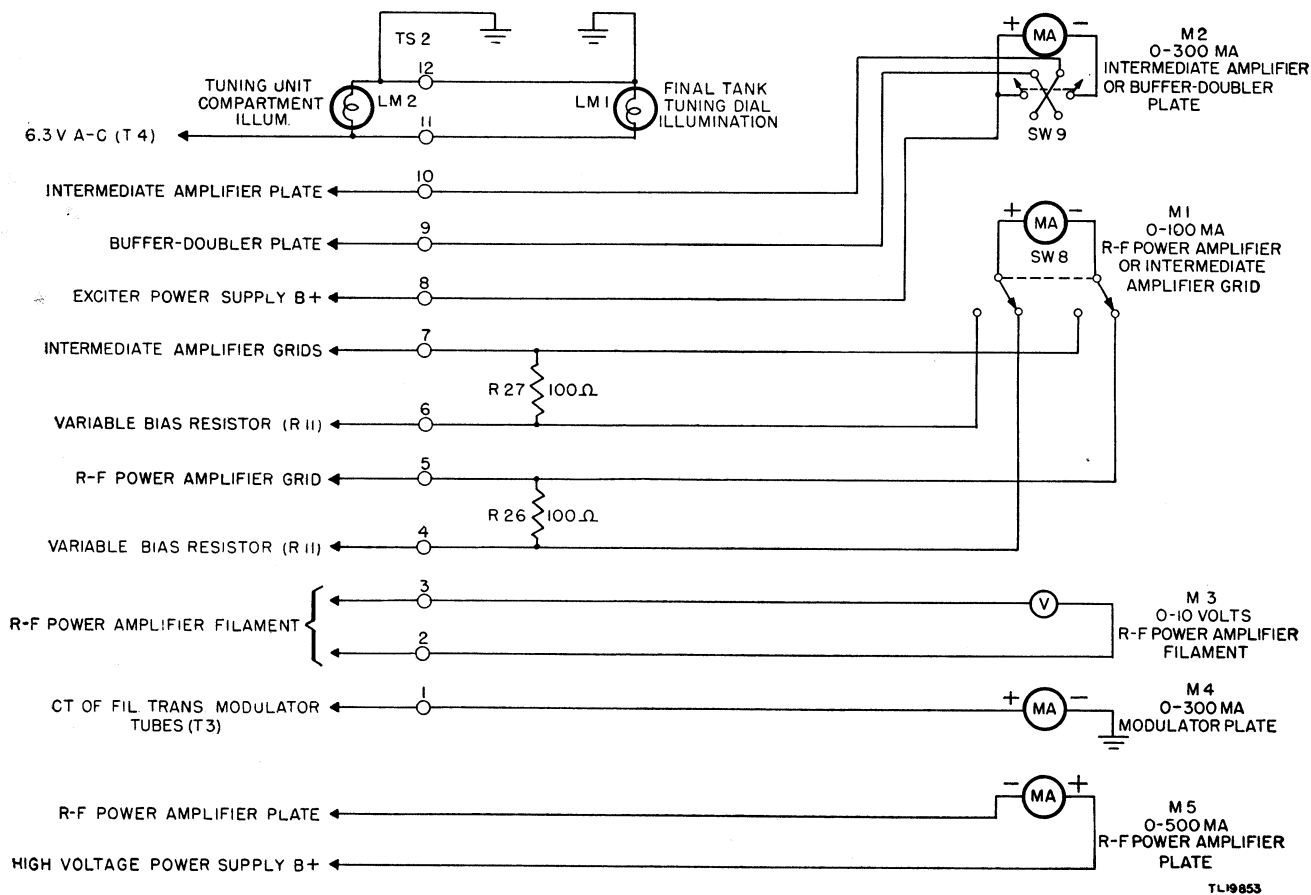 TS 2
12
TUNING UNIT
COMPARTMENT
ILLUM.
LM 2
LM 1
FINAL TANK
TUNING DIAL
ILLUMINATION
+ MA -
M 2
0-300 MA
INTERMEDIATE AMPLIFIER
OR BUFFER-DOUBLER
PLATE
SW 9
6.3 V A-C (T 4)
11
INTERMEDIATE AMPLIFIER PLATE
10
BUFFER-DOUBLER PLATE
9
EXCITER POWER SUPPLY B+
8
+ MA -
SW 8
M 1
0-100 MA
R-F POWER AMPLIFIER
OR INTERMEDIATE
AMPLIFIER GRID
INTERMEDIATE AMPLIFIER GRIDS
7
R 27 100Ω
VARIABLE BIAS RESISTOR (R 11)
6
R-F POWER AMPLIFIER GRID
5
R 26 100Ω
VARIABLE BIAS RESISTOR (R 11)
4
R-F POWER AMPLIFIER FILAMENT
3
2
V
M 3
0-10 VOLTS
R-F POWER AMPLIFIER
FILAMENT
CT OF FIL TRANS MODULATOR
TUBES (T 3)
1
+ MA -
M 4
0-300 MA
MODULATOR PLATE
R-F POWER AMPLIFIER PLATE
- MA +
M 5
0-500 MA
R-F POWER AMPLIFIER
PLATE
HIGH VOLTAGE POWER SUPPLY B+
TL19853